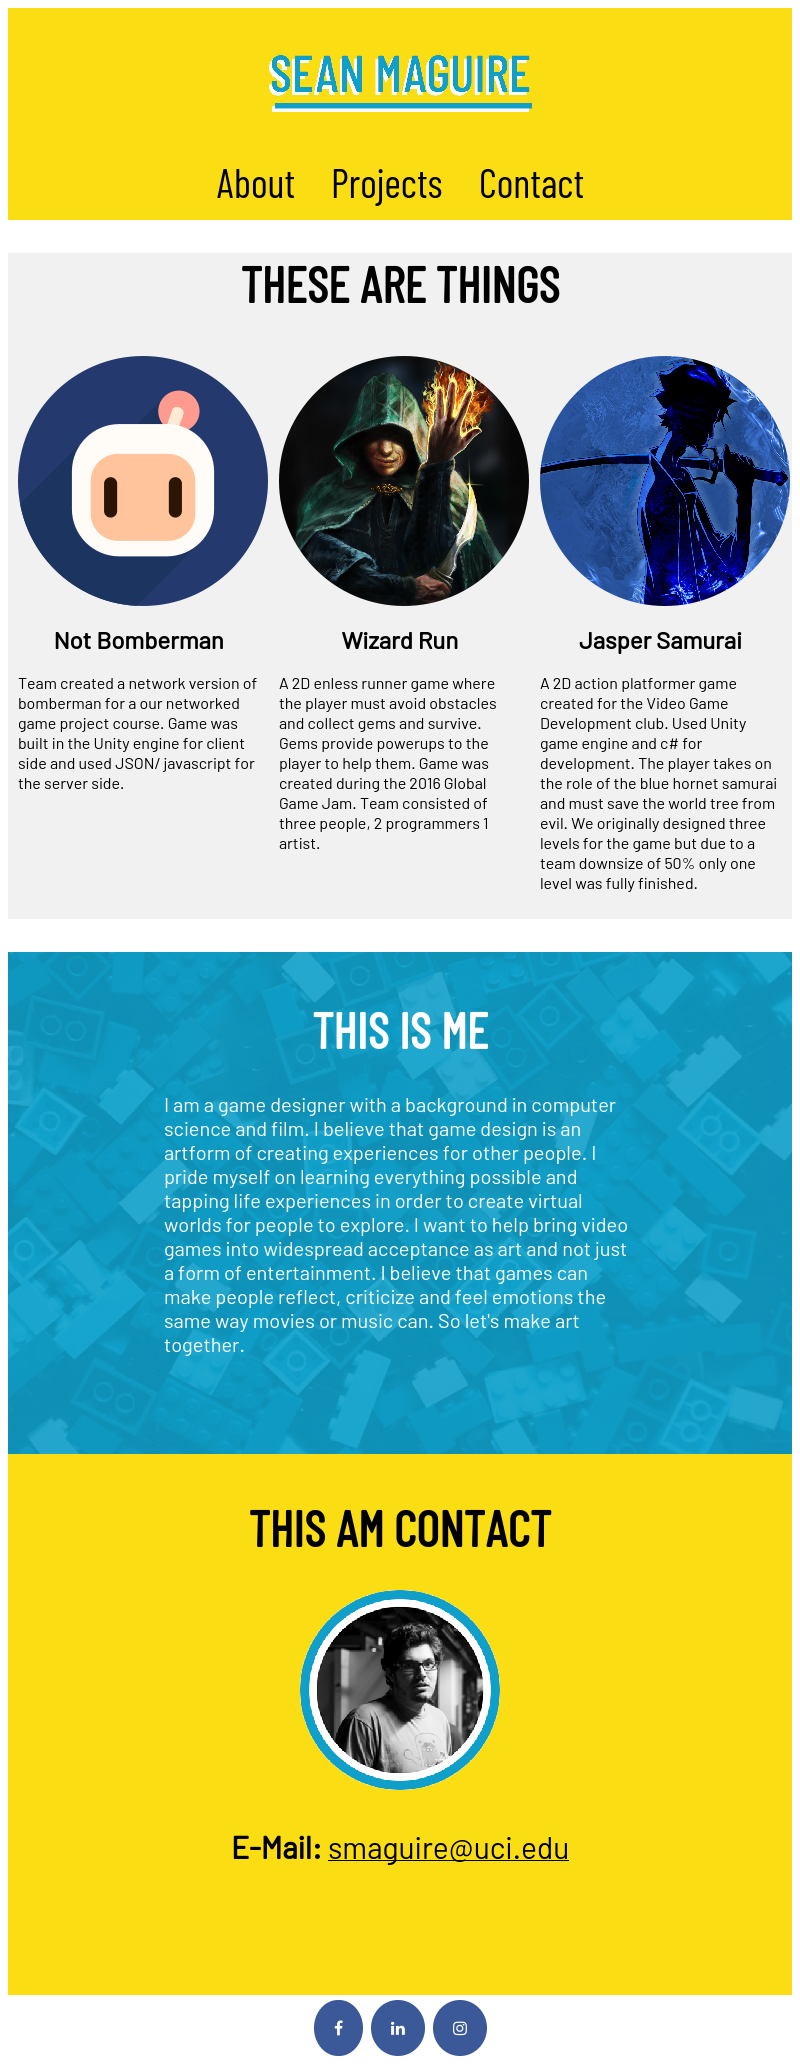 SEAN MAGUIRE
About Projects Contact
THESE ARE THINGS
Not Bomberman
Team created a network version of
bomberman for a our networked
game project course. Game was
built in the Unity engine for client
side and used JSON/ javascript for
the server side.
Wizard Run
A 2D enless runner game where
the player must avoid obstacles
and collect gems and survive.
Gems provide powerups to the
player to help them. Game was
created during the 2016 Global
Game Jam. Team consisted of
three people, 2 programmers 1
artist.
Jasper Samurai
A 2D action platformer game
created for the Video Game
Development club. Used Unity
game engine and c# for
development. The player takes on
the role of the blue hornet samurai
and must save the world tree from
evil. We originally designed three
levels for the game but due to a
team downsize of 50% only one
level was fully finished.
THIS IS ME
I am a game designer with a background in computer
science and film. I believe that game design is an
artform of creating experiences for other people. I
pride myself on learning everything possible and
tapping life experiences in order to create virtual
worlds for people to explore. I want to help bring video
games into widespread acceptance as art and not just
a form of entertainment. I believe that games can
make people reflect, criticize and feel emotions the
same way movies or music can. So let's make art
together.
THIS AM CONTACT
E-Mail: smaguire@uci.edu